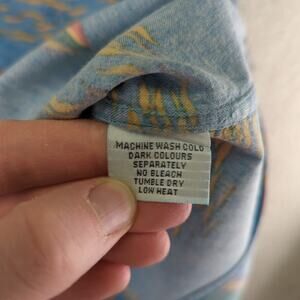 MACHINE WASH COLD
DARK COLOURS
SEPARATELY
NO BLEACH
TUMBLE DRY
LOW HEAT